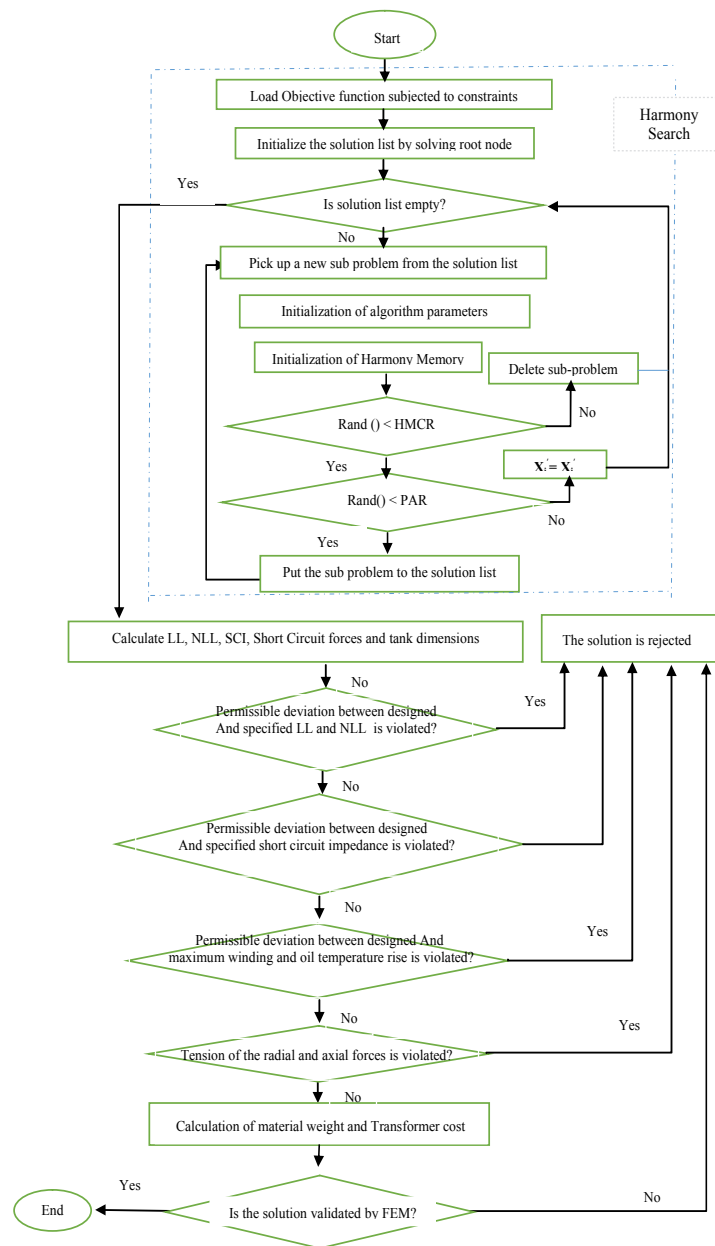 Start
Load Objective function subjected to constraints
Harmony
Search
Initialize the solution list by solving root node
Yes
Is solution list empty?
No
Pick up a new sub problem from the solution list
Initialization of algorithm parameters
Initialization of Harmony Memory
Delete sub-problem
Rand () < HMCR
No
Yes
Rand() < PAR
No
Yes
Put the sub problem to the solution list
Calculate LL, NLL, SCI, Short Circuit forces and tank dimensions
The solution is rejected
No
Permissible deviation between designed
And specified LL and NLL is violated?
Yes
No
Permissible deviation between designed
And specified short circuit impedance is violated?
No
Permissible deviation between designed And
maximum winding and oil temperature rise is violated?
Yes
No
Tension of the radial and axial forces is violated?
Yes
No
Calculation of material weight and Transformer cost
Yes
End
Is the solution validated by FEM?
No